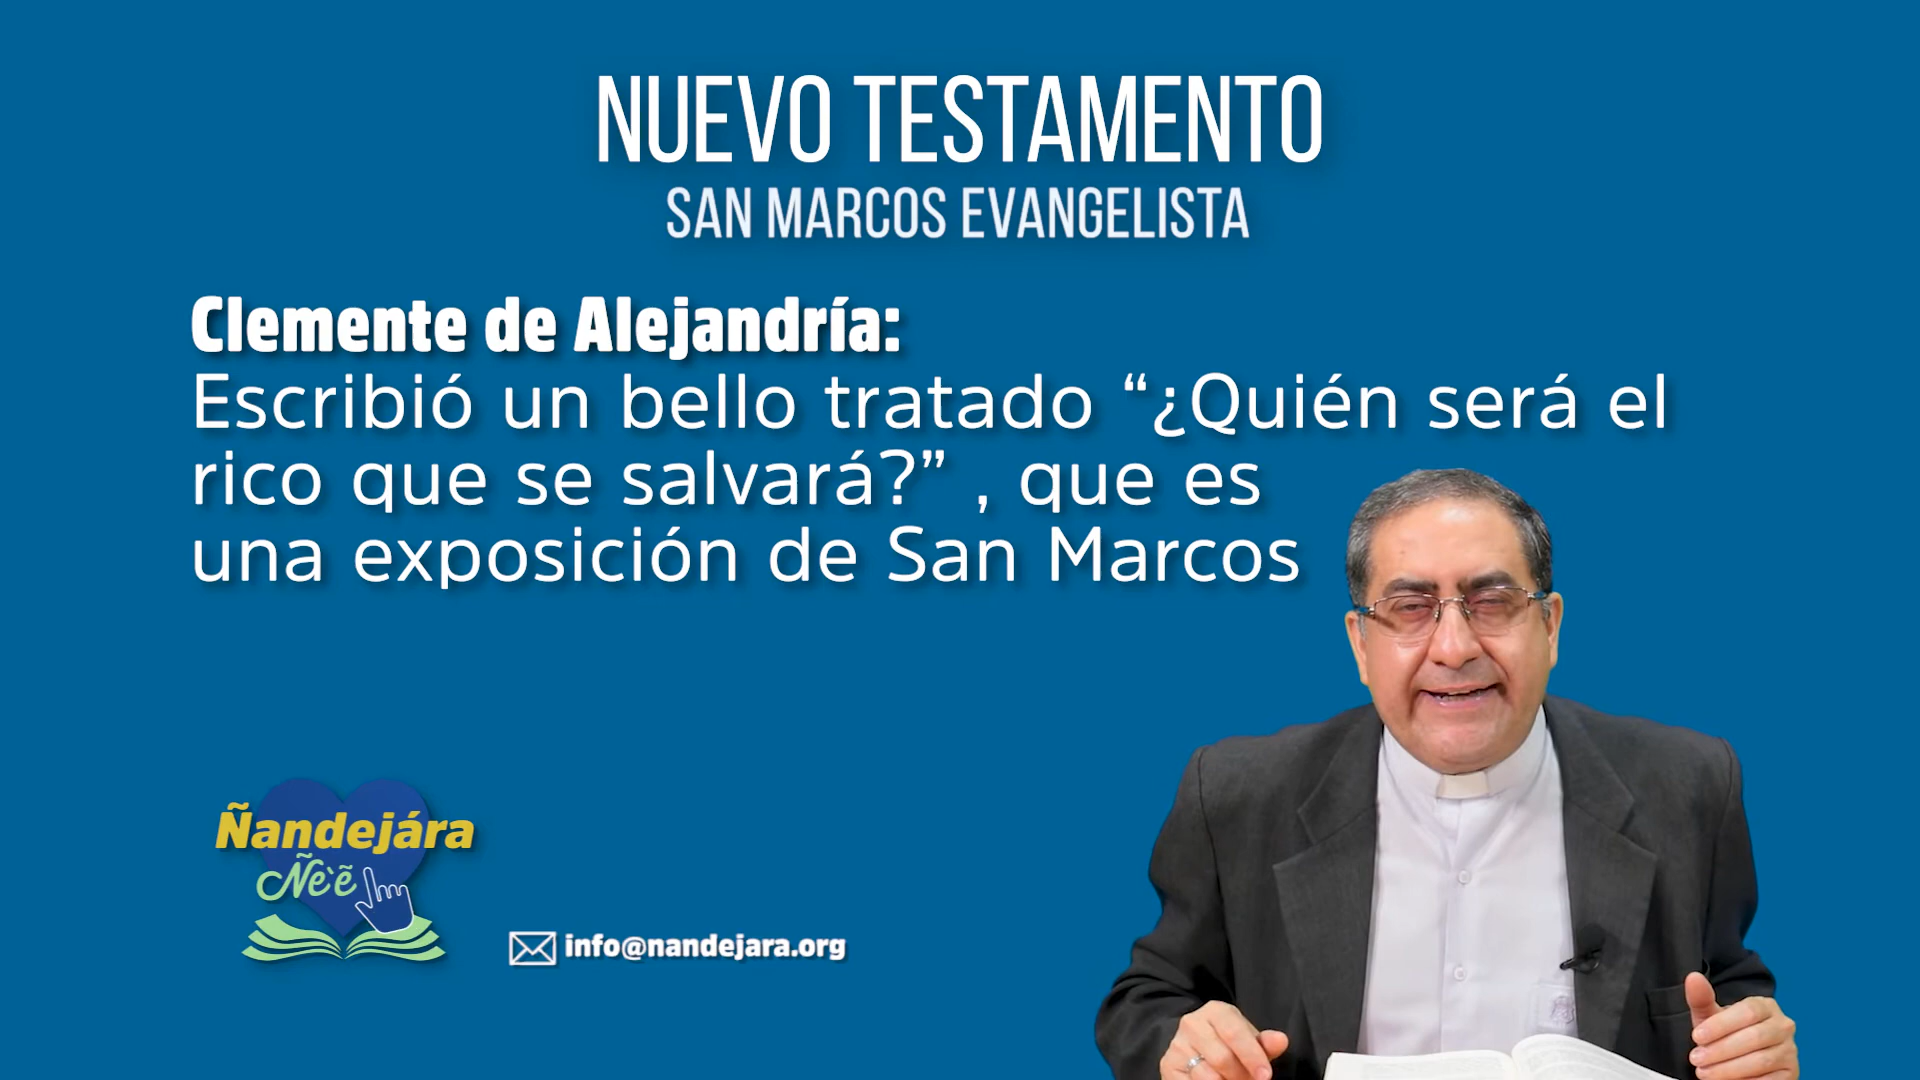 NUEVO TESTAMENTO
SAN MARCOS EVANGELISTA
Clemente de Alejandría:
Escribió un bello tratado “¿Quién será el
rico que se salvará?” , que es
una exposición de San Marcos
Ñandejára
Ñe`ẽ
info@nandejara.org